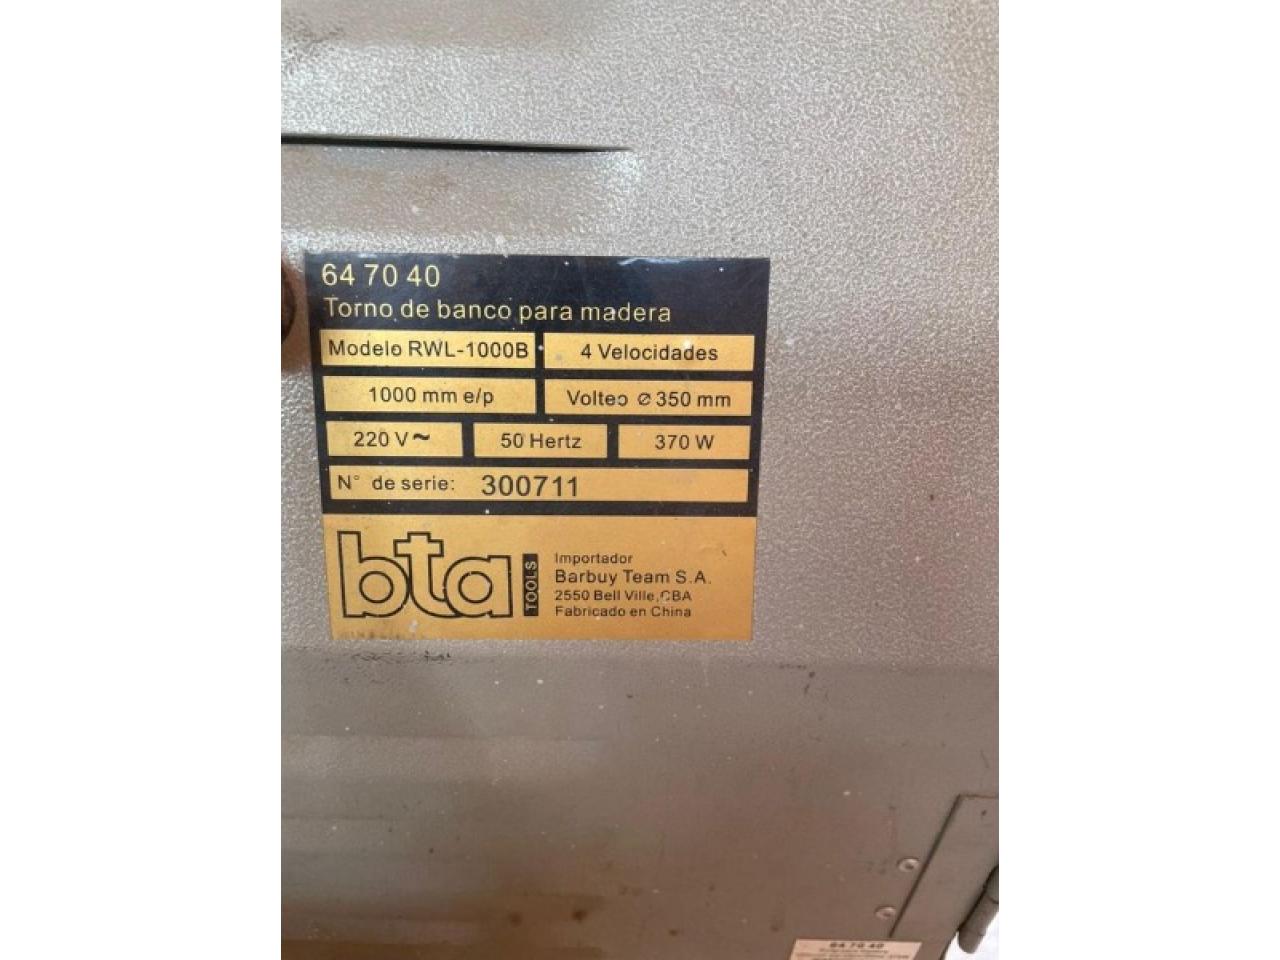 64 70 40
Torno de banco para madera
Modelo RWL-1000B 4 Velocidades
1000 mm e/p Volteo ⌀ 350 mm
220 V~ 50 Hertz 370 W
N° de serie: 300711
bta TOOLS
Importador
Barbuy Team S.A.
2550 Bell Ville, CBA
Fabricado en China
64 70 40